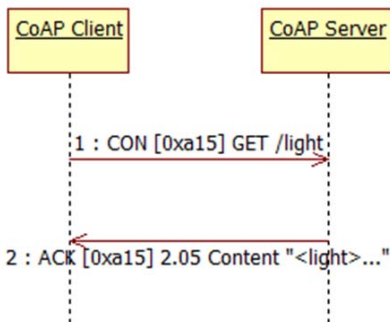 CoAP Client
CoAP Server
1 : CON [0xa15] GET /light
2 : ACK [0xa15] 2.05 Content "<light>..."